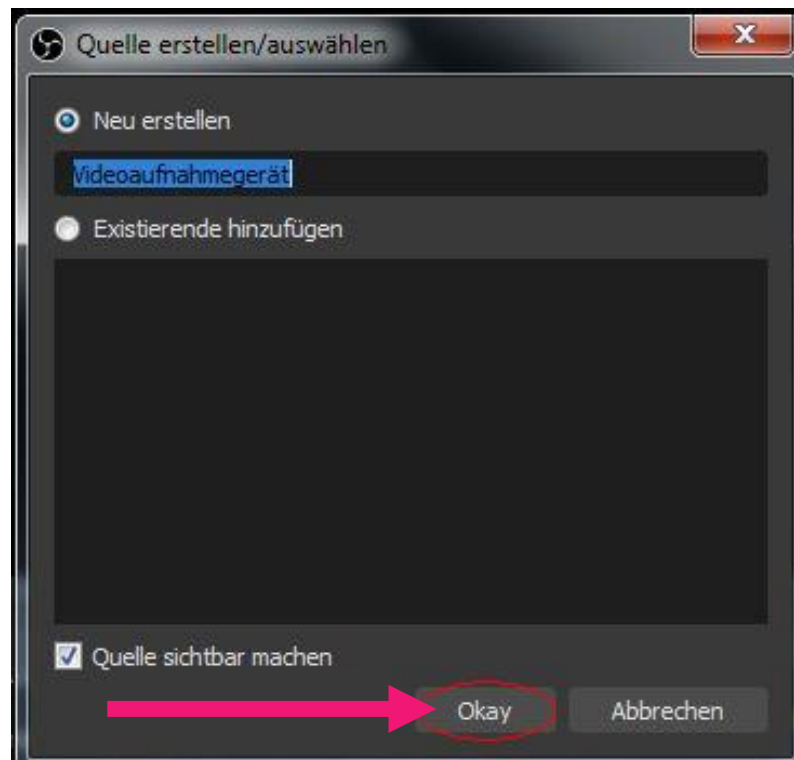 Quelle erstellen/auswählen
Neu erstellen
Videoaufnahmegerät
Existierende hinzufügen
Quelle sichtbar machen
Okay Abbrechen